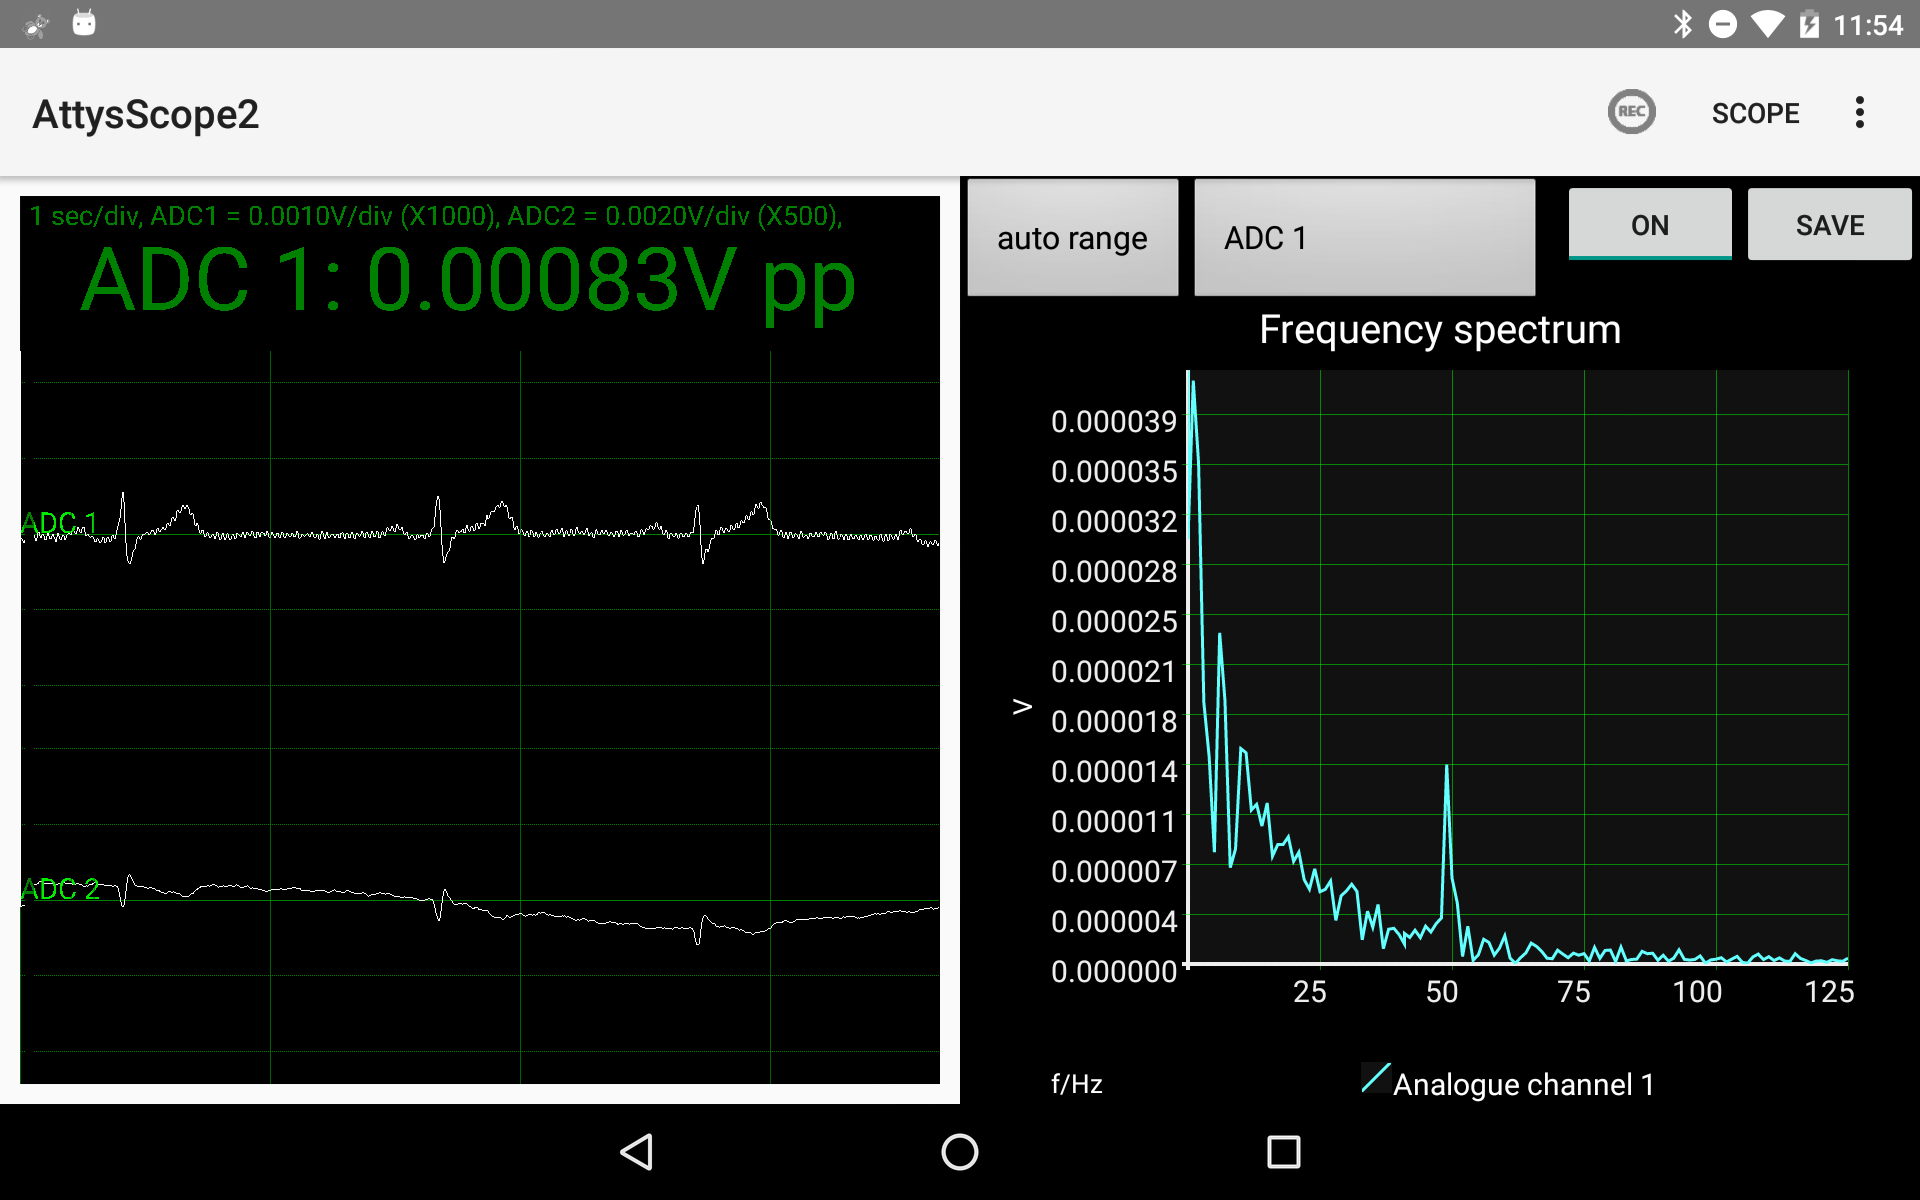 11:54
AttysScope2
REC
SCOPE
1 sec/div, ADC1 = 0.0010V/div (X1000), ADC2 = 0.0020V/div (X500),
ADC 1: 0.00083V pp
ADC 1
ADC 2
auto range
ADC 1
ON
SAVE
Frequency spectrum
0.000039
0.000035
0.000032
0.000028
0.000025
0.000021
0.000018
0.000014
0.000011
0.000007
0.000004
0.000000
V
25 50 75 100 125
f/Hz
Analogue channel 1